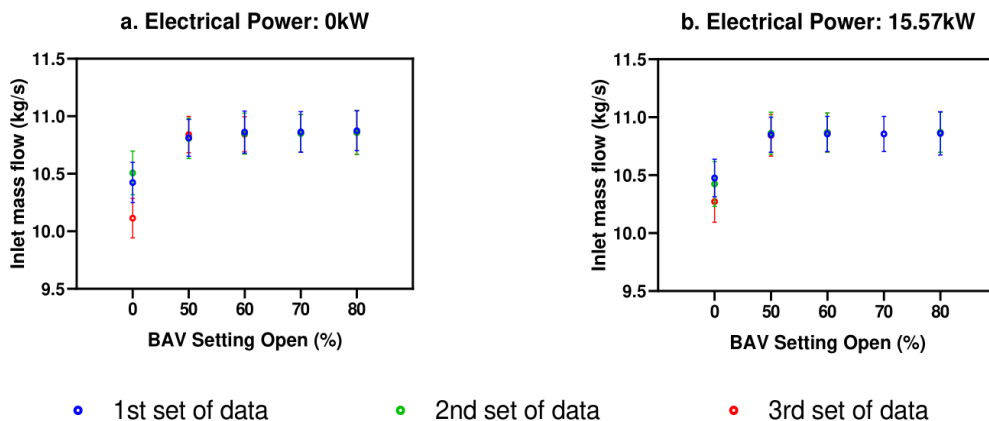 a. Electrical Power: 0kW
Inlet mass flow (kg/s)
11.5
11.0
10.5
10.0
9.5
0 50 60 70 80
BAV Setting Open (%)
b. Electrical Power: 15.57kW
Inlet mass flow (kg/s)
11.5
11.0
10.5
10.0
9.5
0 50 60 70 80
BAV Setting Open (%)
1st set of data 2nd set of data 3rd set of data